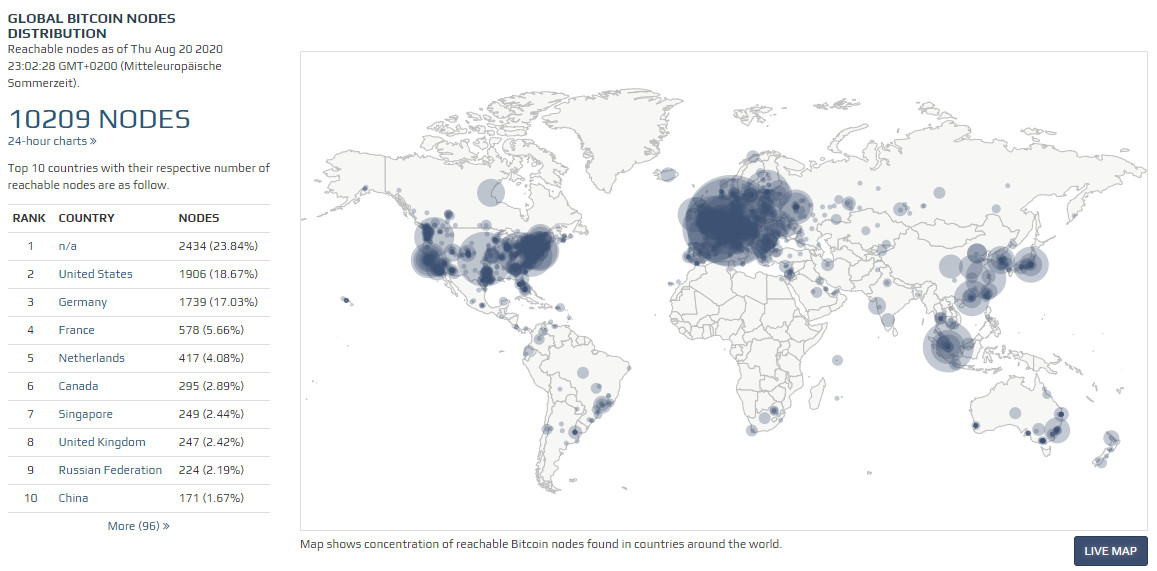 GLOBAL BITCOIN NODES
DISTRIBUTION
Reachable nodes as of Thu Aug 20 2020
23:02:28 GMT+0200 (Mitteleuropäische
Sommerzeit).
10209 NODES
24-hour charts »
Top 10 countries with their respective number of
reachable nodes are as follow.
RANK COUNTRY NODES
1 n/a 2434 (23.84%)
2 United States 1906 (18.67%)
3 Germany 1739 (17.03%)
4 France 578 (5.66%)
5 Netherlands 417 (4.08%)
6 Canada 295 (2.89%)
7 Singapore 249 (2.44%)
8 United Kingdom 247 (2.42%)
9 Russian Federation 224 (2.19%)
10 China 171 (1.67%)
More (96) »
Map shows concentration of reachable Bitcoin nodes found in countries around the world.
LIVE MAP